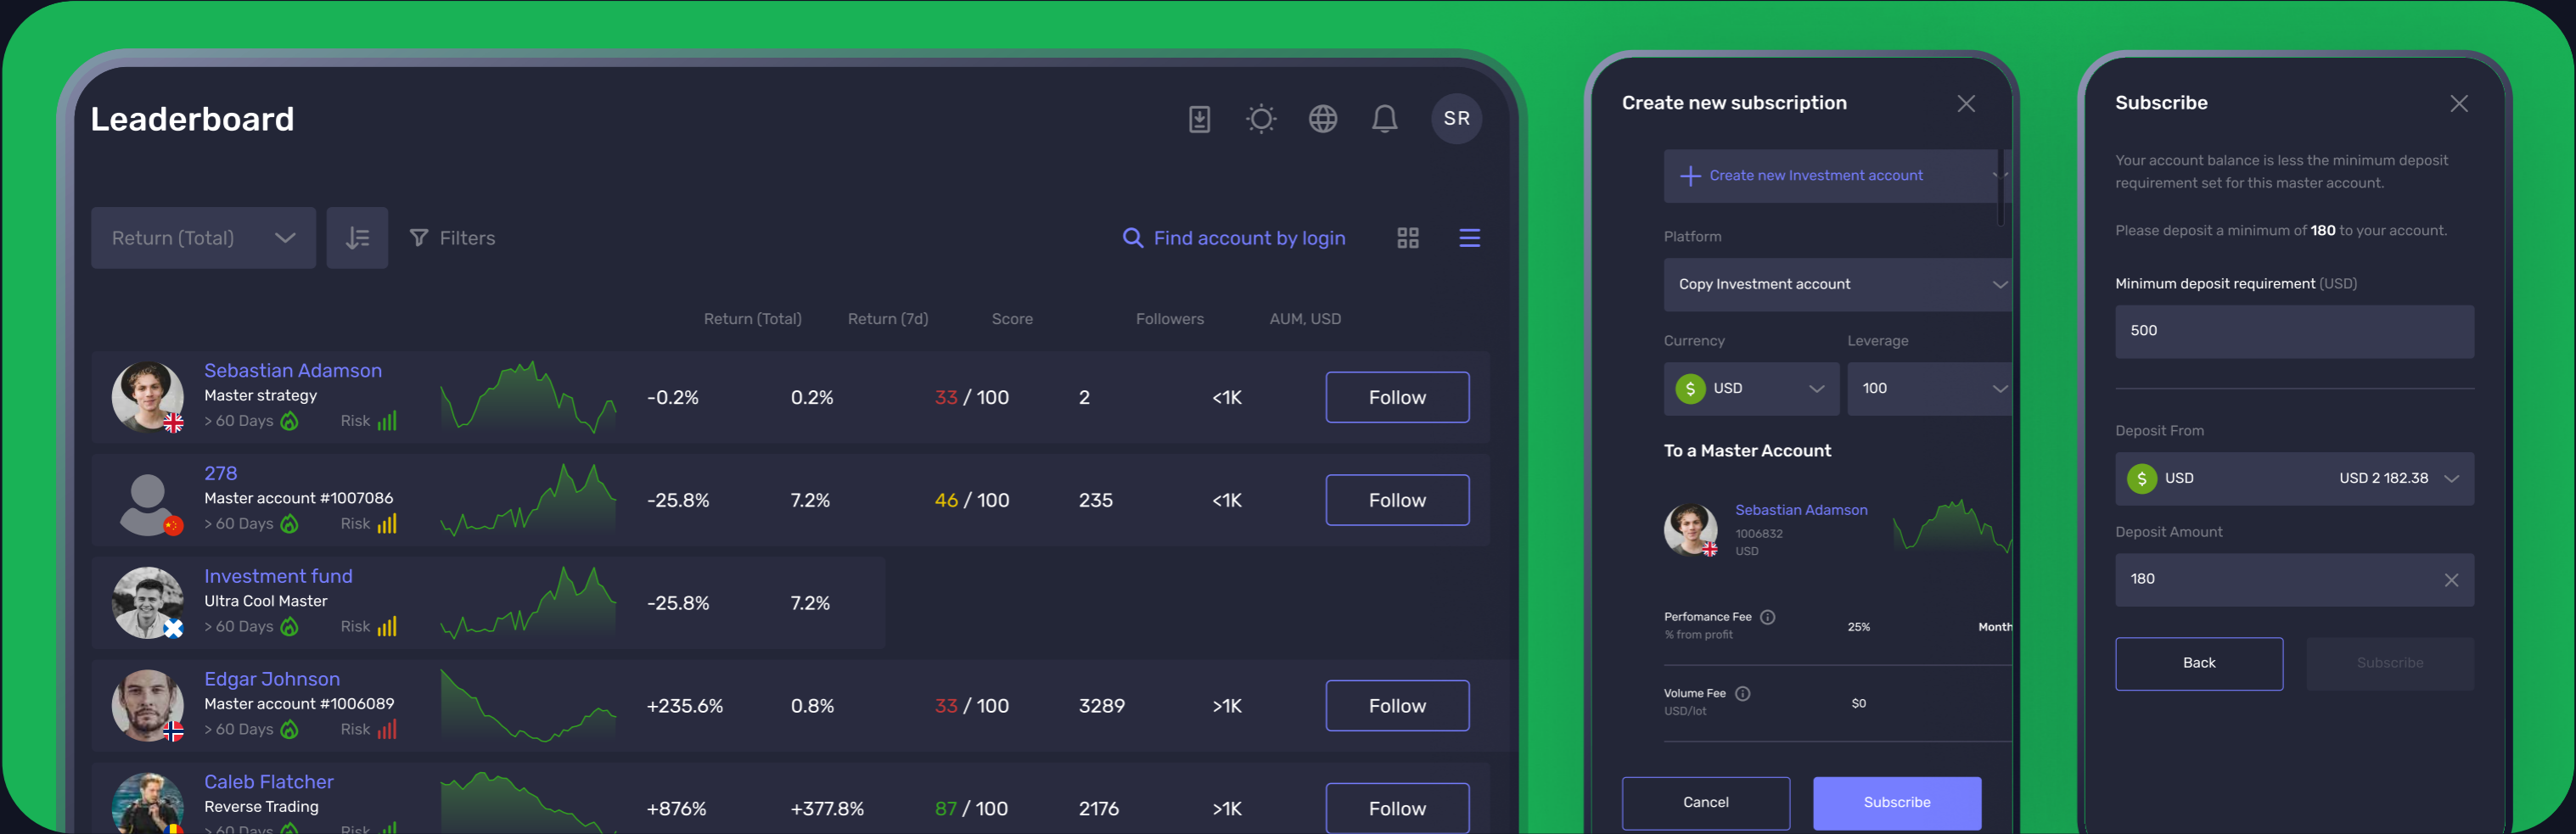 Leaderboard
SR
Return (Total)
Filters
Find account by login
Return (Total) Return (7d) Score Followers AUM, USD
Sebastian Adamson
Master strategy
> 60 Days Risk
-0.2% 0.2% 33 / 100 2 <1K Follow
278
Master account #1007086
> 60 Days Risk
-25.8% 7.2% 46 / 100 235 <1K Follow
Investment fund
Ultra Cool Master
> 60 Days Risk
-25.8% 7.2%
Edgar Johnson
Master account #1006089
> 60 Days Risk
+235.6% 0.8% 33 / 100 3289 >1K Follow
Caleb Flatcher
Reverse Trading
> 60 Days Risk
+876% +377.8% 87 / 100 2176 >1K Follow
Create new subscription
Create new Investment account
Platform
Copy Investment account
Currency Leverage
$ USD 100
To a Master Account
Sebastian Adamson
1006832
USD
Perfomance Fee
% from profit
25% Month
Volume Fee
USD/lot
$0
Cancel Subscribe
Subscribe
Your account balance is less the minimum deposit
requirement set for this master account.
Please deposit a minimum of 180 to your account.
Minimum deposit requirement (USD)
500
Deposit From
$ USD USD 2 182.38
Deposit Amount
180
Back Subscribe